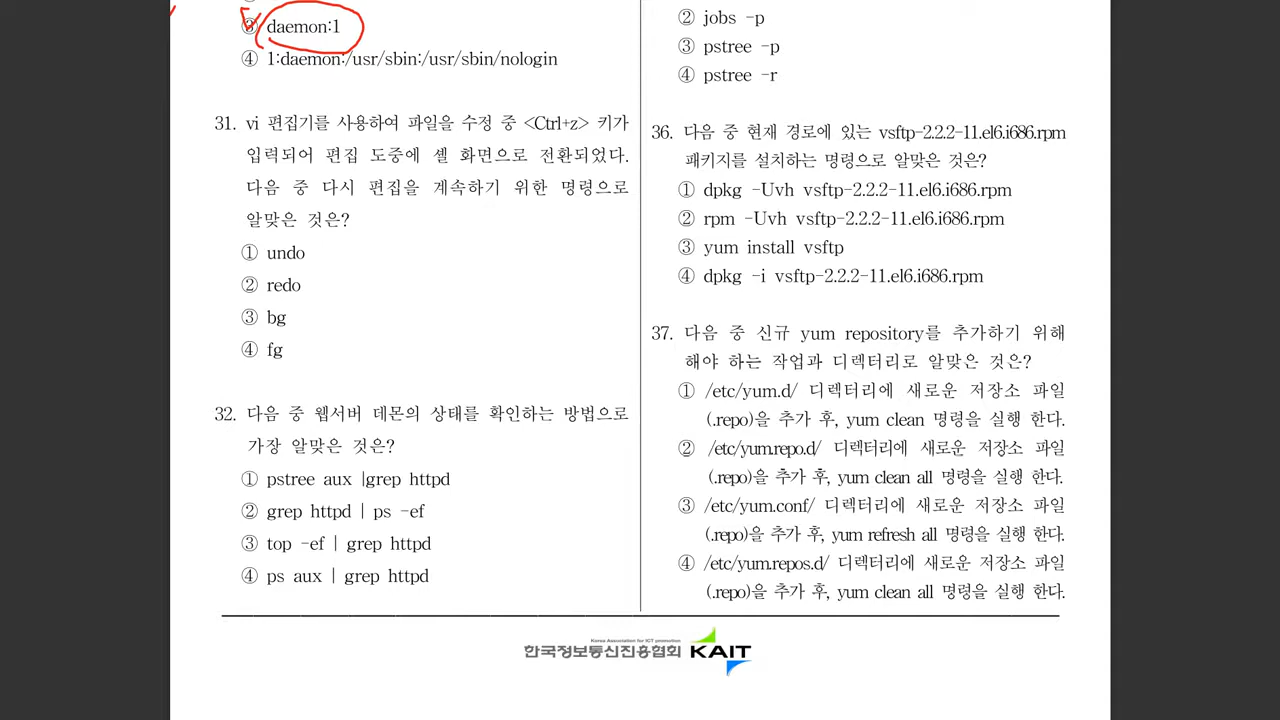 ③ daemon:1
④ 1:daemon:/usr/sbin:/usr/sbin/nologin
31. vi 편집기를 사용하여 파일을 수정 중 <Ctrl+z> 키가
입력되어 편집 도중에 셸 화면으로 전환되었다.
다음 중 다시 편집을 계속하기 위한 명령으로
알맞은 것은?
① undo
② redo
③ bg
④ fg
32. 다음 중 웹서버 데몬의 상태를 확인하는 방법으로
가장 알맞은 것은?
① pstree aux |grep httpd
② grep httpd | ps -ef
③ top -ef | grep httpd
④ ps aux | grep httpd
② jobs -p
③ pstree -p
④ pstree -r
36. 다음 중 현재 경로에 있는 vsftp-2.2.2-11.el6.i686.rpm
패키지를 설치하는 명령으로 알맞은 것은?
① dpkg -Uvh vsftp-2.2.2-11.el6.i686.rpm
② rpm -Uvh vsftp-2.2.2-11.el6.i686.rpm
③ yum install vsftp
④ dpkg -i vsftp-2.2.2-11.el6.i686.rpm
37. 다음 중 신규 yum repository를 추가하기 위해
해야 하는 작업과 디렉터리로 알맞은 것은?
① /etc/yum.d/ 디렉터리에 새로운 저장소 파일
(.repo)을 추가 후, yum clean 명령을 실행 한다.
② /etc/yum.repo.d/ 디렉터리에 새로운 저장소 파일
(.repo)을 추가 후, yum clean all 명령을 실행 한다.
③ /etc/yum.conf/ 디렉터리에 새로운 저장소 파일
(.repo)을 추가 후, yum refresh all 명령을 실행 한다.
④ /etc/yum.repos.d/ 디렉터리에 새로운 저장소 파일
(.repo)을 추가 후, yum clean all 명령을 실행 한다.
Korea Association for ICT promotion
한국정보통신진흥협회 KAIT